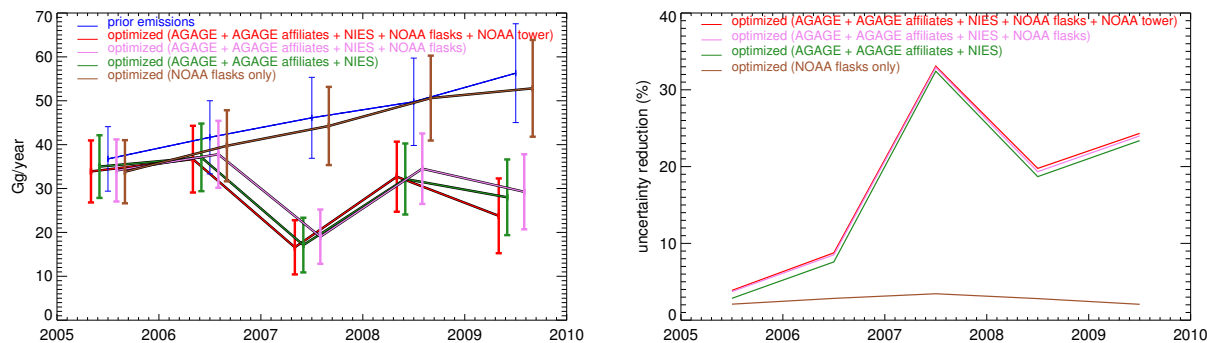 70
60
50
40
30
20
10
0
Gg/year
prior emissions
optimized (AGAGE + AGAGE affiliates + NIES + NOAA flasks + NOAA tower)
optimized (AGAGE + AGAGE affiliates + NIES + NOAA flasks)
optimized (AGAGE + AGAGE affiliates + NIES)
optimized (NOAA flasks only)
2005 2006 2007 2008 2009 2010
40
30
20
10
0
uncertainty reduction (%)
optimized (AGAGE + AGAGE affiliates + NIES + NOAA flasks + NOAA tower)
optimized (AGAGE + AGAGE affiliates + NIES + NOAA flasks)
optimized (AGAGE + AGAGE affiliates + NIES)
optimized (NOAA flasks only)
2005 2006 2007 2008 2009 2010